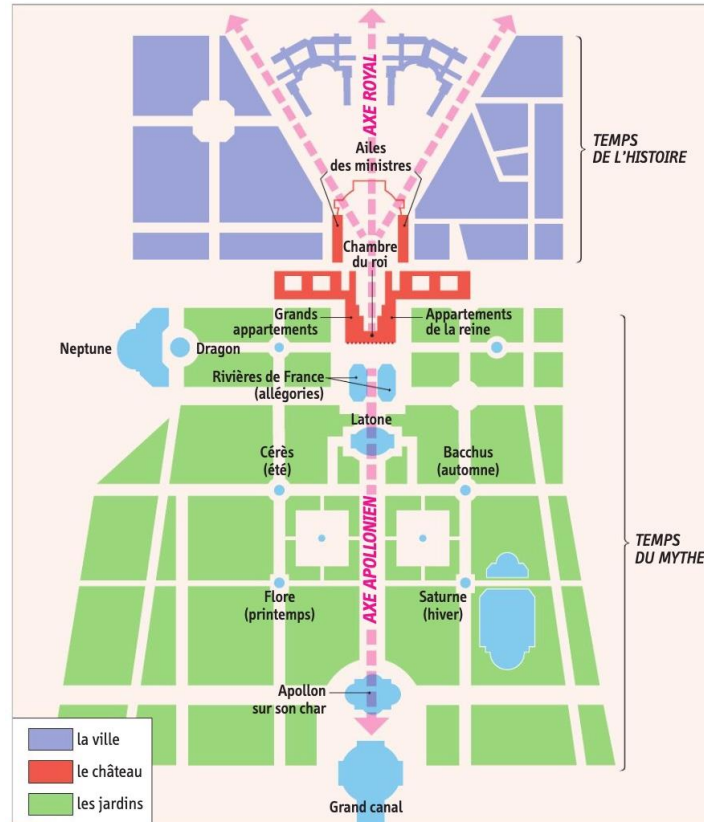 AXE ROYAL
Ailes
des ministres
TEMPS
DE L'HISTOIRE
Chambre
du roi
Grands
appartements
Appartements
de la reine
Neptune
Dragon
Rivières de France
(allégories)
Latone
Cérès
(été)
Bacchus
(automne)
AXE APOLLONIEN
TEMPS
DU MYTHE
Flore
(printemps)
Saturne
(hiver)
Apollon
sur son char
la ville
le château
les jardins
Grand canal